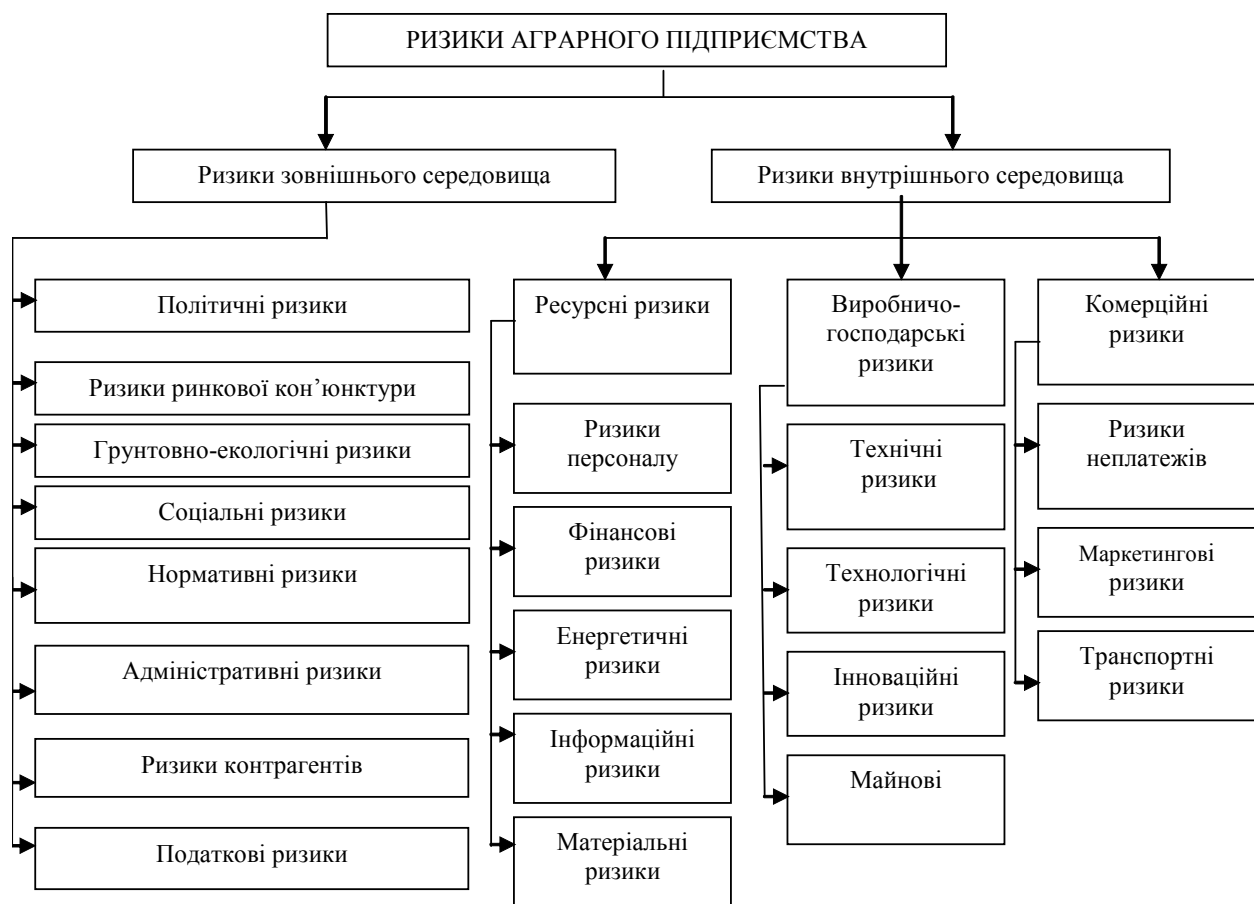 РИЗИКИ АГРАРНОГО ПІДПРИЄМСТВА
Ризики зовнішнього середовища
Ризики внутрішнього середовища
Політичні ризики
Ризики ринкової кон’юнктури
Грунтовно-екологічні ризики
Соціальні ризики
Нормативні ризики
Адміністративні ризики
Ризики контрагентів
Податкові ризики
Ресурсні ризики
Ризики
персоналу
Фінансові
ризики
Енергетичні
ризики
Інформаційні
ризики
Матеріальні
ризики
Виробничо-
господарські
ризики
Технічні
ризики
Технологічні
ризики
Інноваційні
ризики
Майнові
Комерційні
ризики
Ризики
неплатежів
Маркетингові
ризики
Транспортні
ризики